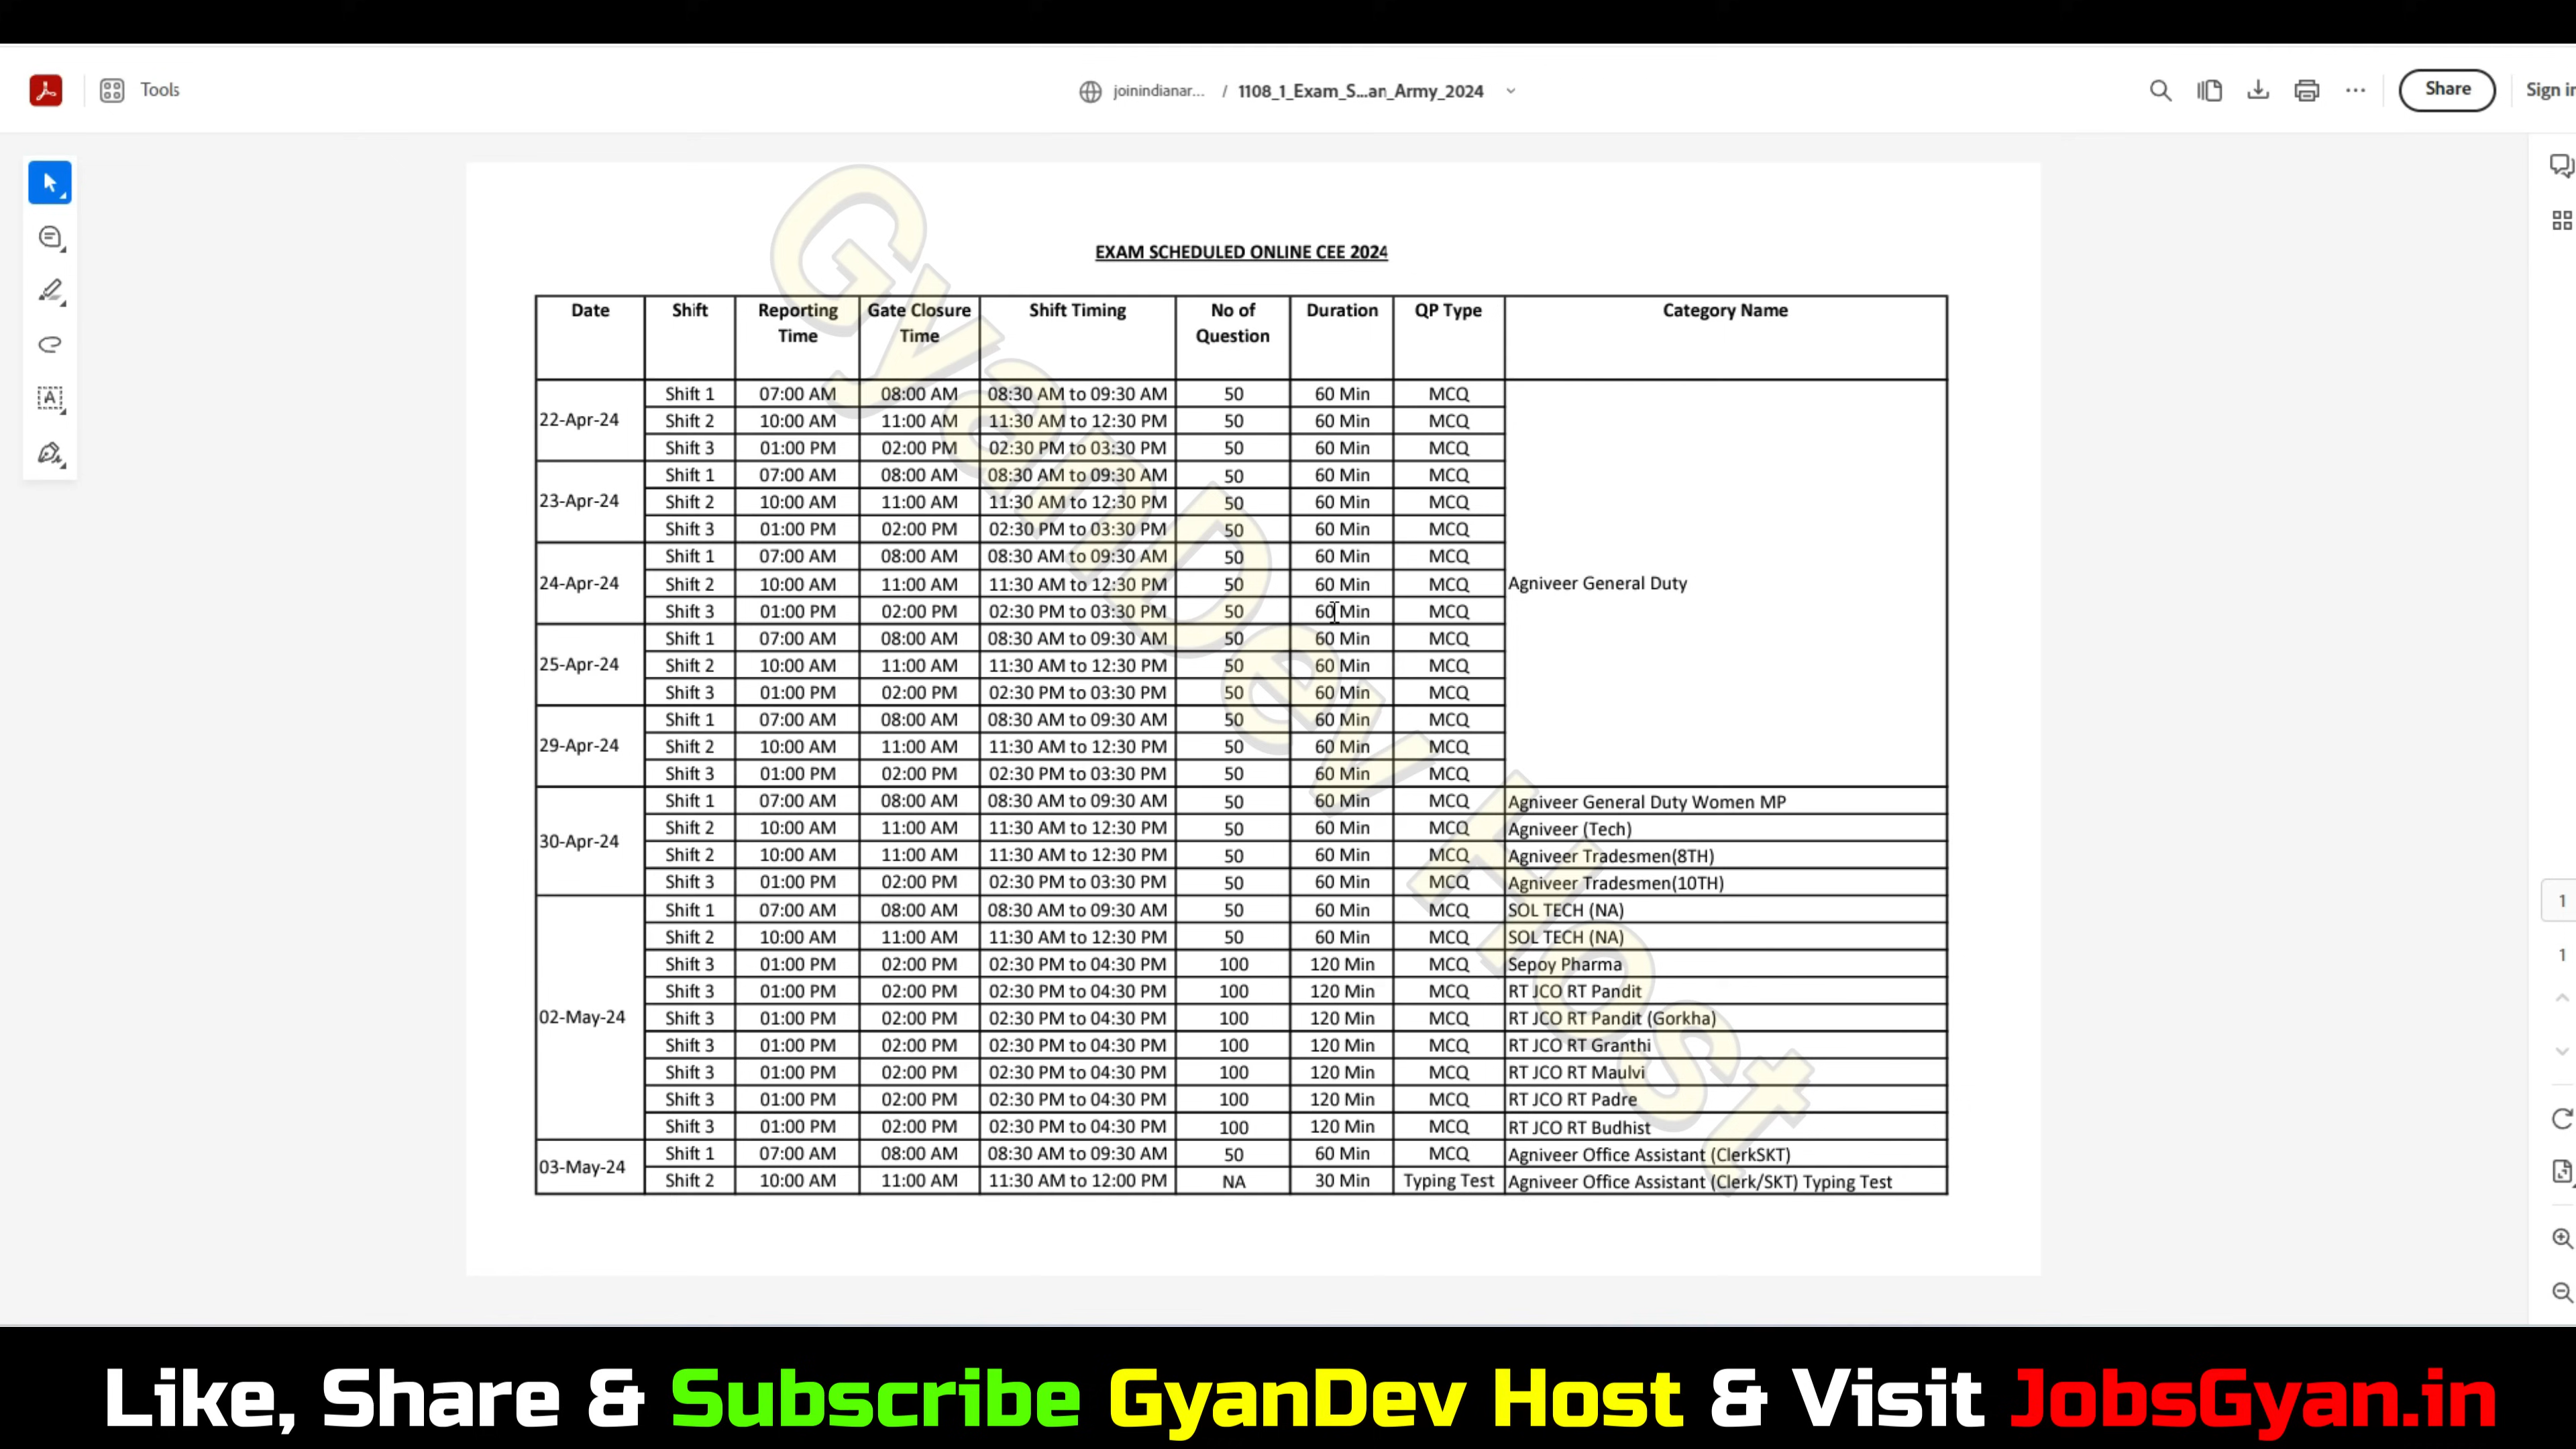 Tools
joinindianar... / 1108_1_Exam_S...an_Army_2024
Share
Sign in
EXAM SCHEDULED ONLINE CEE 2024
Date Shift Reporting Time Gate Closure Time Shift Timing No of Question Duration QP Type Category Name
22-Apr-24 Shift 1 07:00 AM 08:00 AM 08:30 AM to 09:30 AM 50 60 Min MCQ Agniveer General Duty
Shift 2 10:00 AM 11:00 AM 11:30 AM to 12:30 PM 50 60 Min MCQ
Shift 3 01:00 PM 02:00 PM 02:30 PM to 03:30 PM 50 60 Min MCQ
23-Apr-24 Shift 1 07:00 AM 08:00 AM 08:30 AM to 09:30 AM 50 60 Min MCQ
Shift 2 10:00 AM 11:00 AM 11:30 AM to 12:30 PM 50 60 Min MCQ
Shift 3 01:00 PM 02:00 PM 02:30 PM to 03:30 PM 50 60 Min MCQ
24-Apr-24 Shift 1 07:00 AM 08:00 AM 08:30 AM to 09:30 AM 50 60 Min MCQ
Shift 2 10:00 AM 11:00 AM 11:30 AM to 12:30 PM 50 60 Min MCQ
Shift 3 01:00 PM 02:00 PM 02:30 PM to 03:30 PM 50 60 Min MCQ
25-Apr-24 Shift 1 07:00 AM 08:00 AM 08:30 AM to 09:30 AM 50 60 Min MCQ
Shift 2 10:00 AM 11:00 AM 11:30 AM to 12:30 PM 50 60 Min MCQ
Shift 3 01:00 PM 02:00 PM 02:30 PM to 03:30 PM 50 60 Min MCQ
29-Apr-24 Shift 1 07:00 AM 08:00 AM 08:30 AM to 09:30 AM 50 60 Min MCQ
Shift 2 10:00 AM 11:00 AM 11:30 AM to 12:30 PM 50 60 Min MCQ
Shift 3 01:00 PM 02:00 PM 02:30 PM to 03:30 PM 50 60 Min MCQ
30-Apr-24 Shift 1 07:00 AM 08:00 AM 08:30 AM to 09:30 AM 50 60 Min MCQ Agniveer General Duty Women MP
Shift 2 10:00 AM 11:00 AM 11:30 AM to 12:30 PM 50 60 Min MCQ Agniveer (Tech)
Shift 2 10:00 AM 11:00 AM 11:30 AM to 12:30 PM 50 60 Min MCQ Agniveer Tradesmen(8TH)
Shift 3 01:00 PM 02:00 PM 02:30 PM to 03:30 PM 50 60 Min MCQ Agniveer Tradesmen(10TH)
02-May-24 Shift 1 07:00 AM 08:00 AM 08:30 AM to 09:30 AM 50 60 Min MCQ SOL TECH (NA)
Shift 2 10:00 AM 11:00 AM 11:30 AM to 12:30 PM 50 60 Min MCQ SOL TECH (NA)
Shift 3 01:00 PM 02:00 PM 02:30 PM to 04:30 PM 100 120 Min MCQ Sepoy Pharma
Shift 3 01:00 PM 02:00 PM 02:30 PM to 04:30 PM 100 120 Min MCQ RT JCO RT Pandit
Shift 3 01:00 PM 02:00 PM 02:30 PM to 04:30 PM 100 120 Min MCQ RT JCO RT Pandit (Gorkha)
Shift 3 01:00 PM 02:00 PM 02:30 PM to 04:30 PM 100 120 Min MCQ RT JCO RT Granthi
Shift 3 01:00 PM 02:00 PM 02:30 PM to 04:30 PM 100 120 Min MCQ RT JCO RT Maulvi
Shift 3 01:00 PM 02:00 PM 02:30 PM to 04:30 PM 100 120 Min MCQ RT JCO RT Padre
Shift 3 01:00 PM 02:00 PM 02:30 PM to 04:30 PM 100 120 Min MCQ RT JCO RT Budhist
03-May-24 Shift 1 07:00 AM 08:00 AM 08:30 AM to 09:30 AM 50 60 Min MCQ Agniveer Office Assistant (ClerkSKT)
Shift 2 10:00 AM 11:00 AM 11:30 AM to 12:00 PM NA 30 Min Typing Test Agniveer Office Assistant (Clerk/SKT) Typing Test
GyanDev Host
1
1
Like, Share & Subscribe GyanDev Host & Visit JobsGyan.in